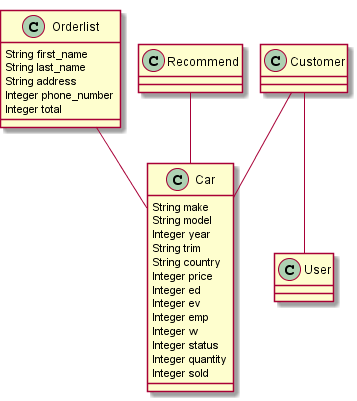 C Orderlist
String first_name
String last_name
String address
Integer phone_number
Integer total
C Recommend
C Customer
C Car
String make
String model
Integer year
String trim
String country
Integer price
Integer ed
Integer ev
Integer emp
Integer vv
Integer status
Integer quantity
Integer sold
C User